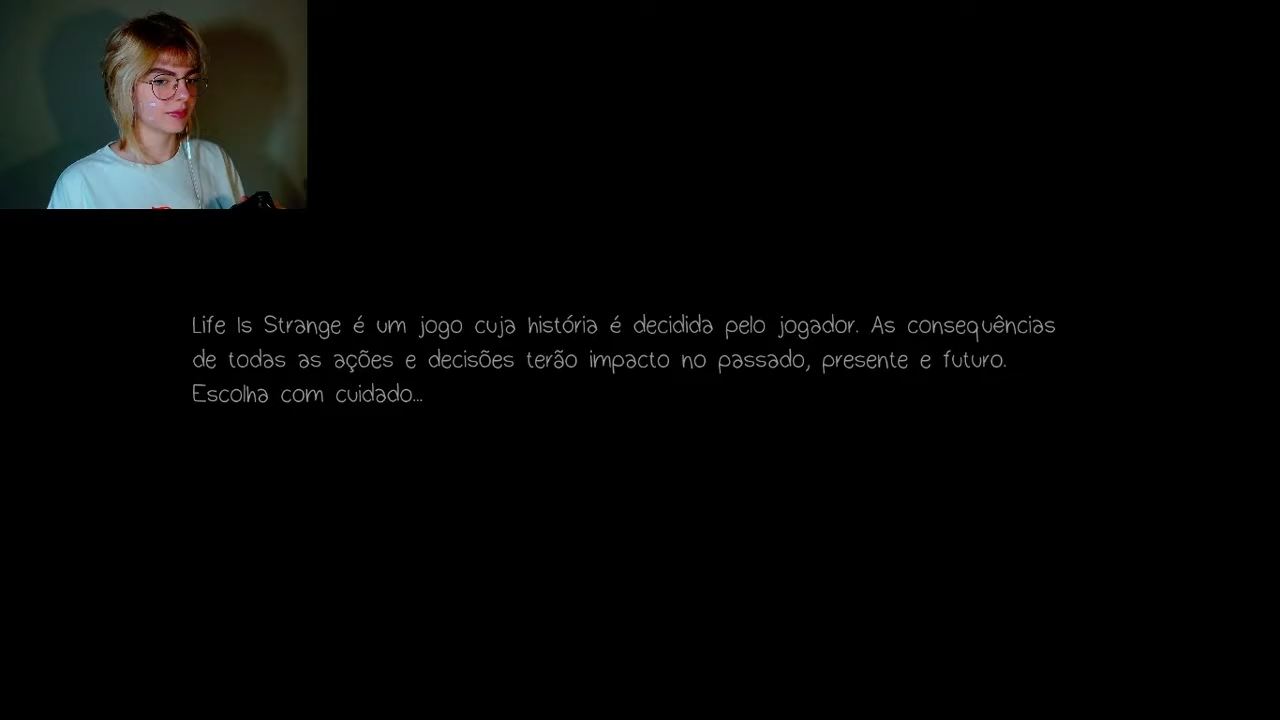 Life Is Strange é um jogo cuja história é decidida pelo jogador. As consequências
de todas as ações e decisões terão impacto no passado, presente e futuro.
Escolha com cuidado...